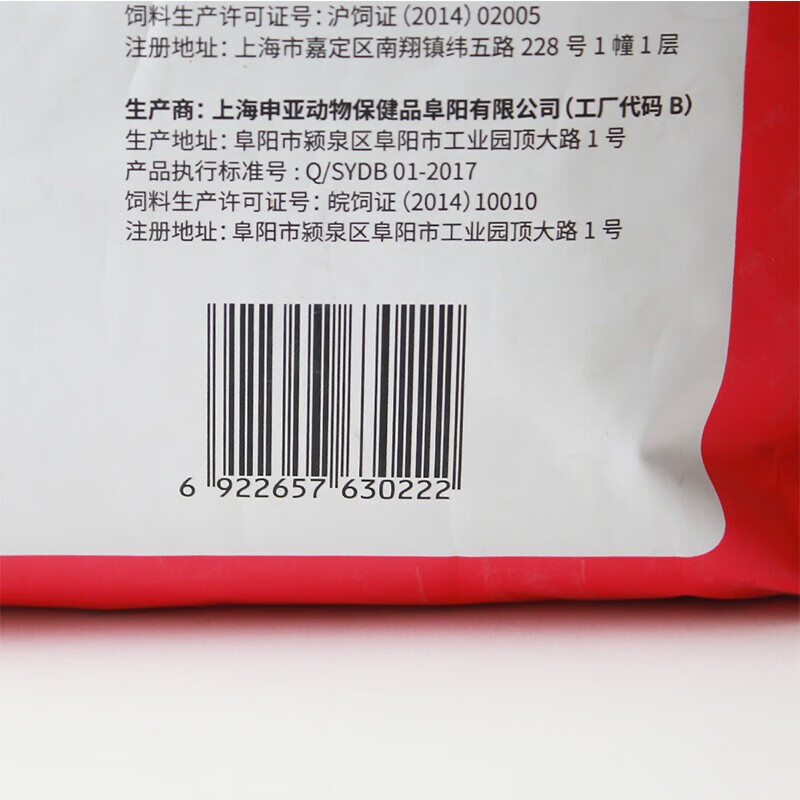 饲料生产许可证号：沪饲证（2014）02005
注册地址：上海市嘉定区南翔镇纬五路 228 号 1 幢 1 层
生产商：上海申亚动物保健品阜阳有限公司（工厂代码 B）
生产地址：阜阳市颍泉区阜阳市工业园顶大路 1 号
产品执行标准号：Q/SYDB 01-2017
饲料生产许可证号：皖饲证（2014）10010
注册地址：阜阳市颍泉区阜阳市工业园顶大路 1 号
6 922657 630222